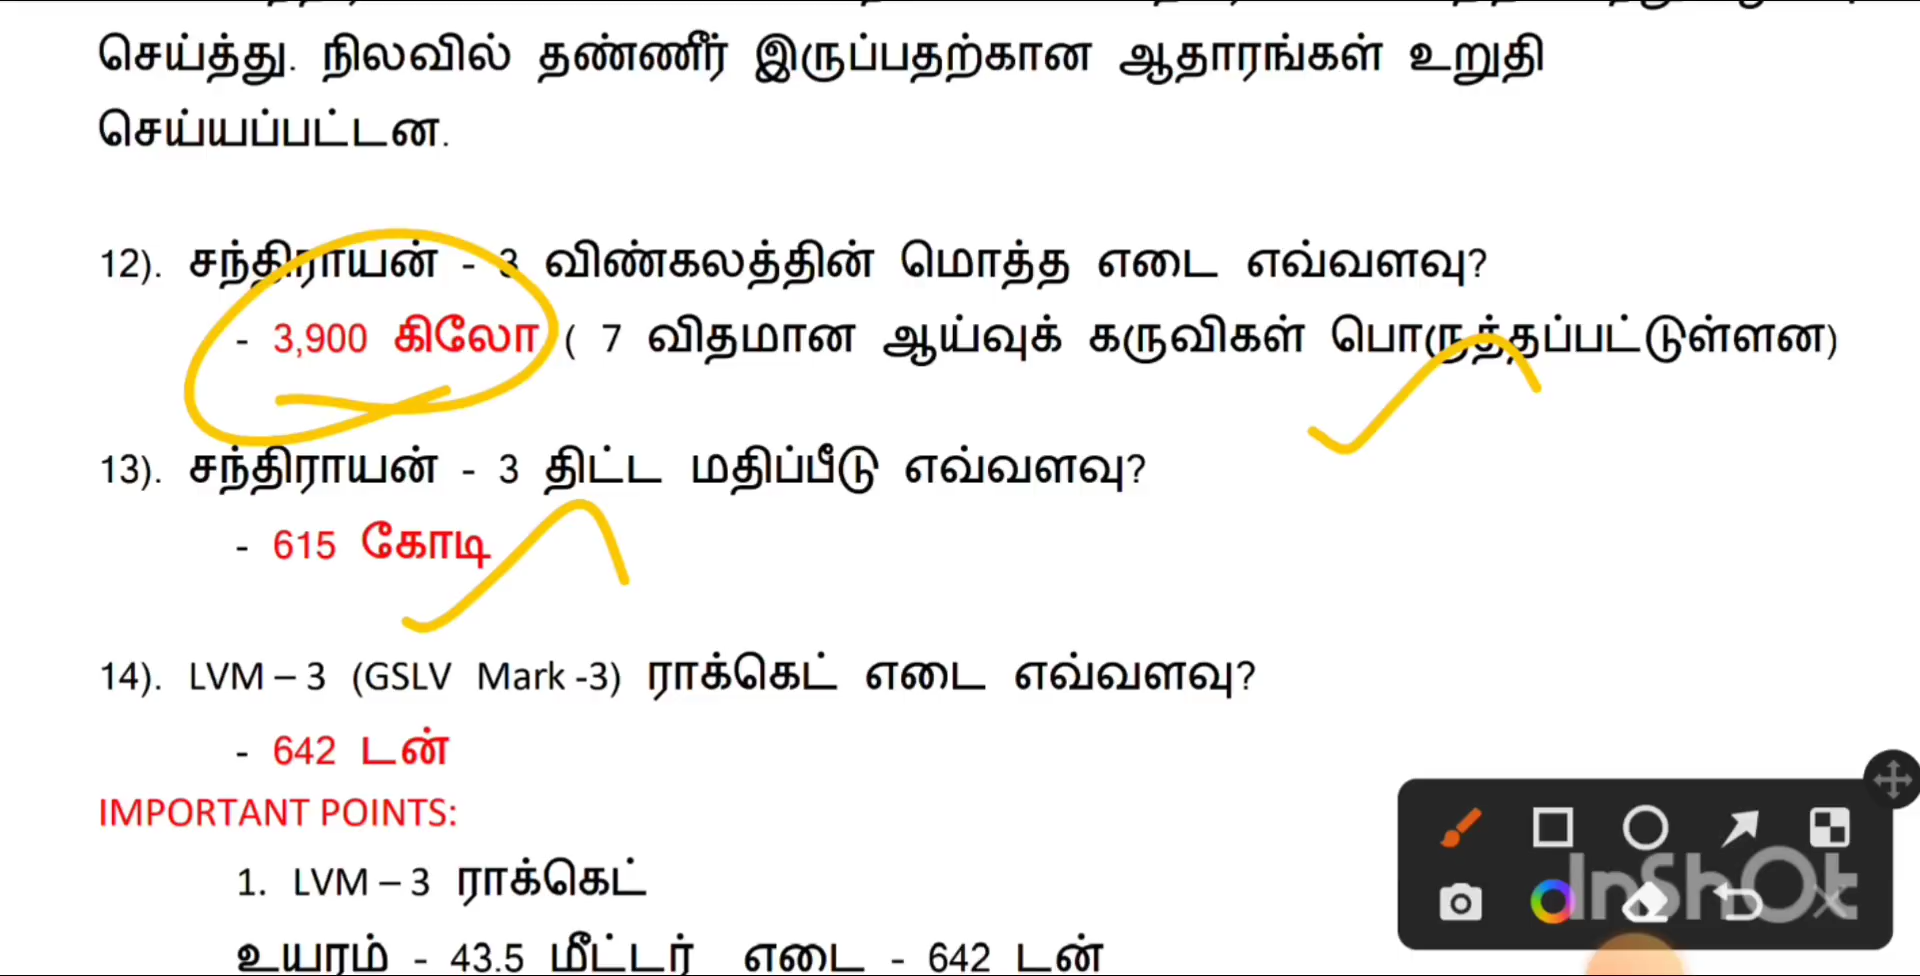 செய்த்து. நிலவில் தண்ணீர் இருப்பதற்கான ஆதாரங்கள் உறுதி
செய்யப்பட்டன.
12). சந்திராயன் - 3 விண்கலத்தின் மொத்த எடை எவ்வளவு?
- 3,900 கிலோ ( 7 விதமான ஆய்வுக் கருவிகள் பொருத்தப்பட்டுள்ளன)
13). சந்திராயன் - 3 திட்ட மதிப்பீடு எவ்வளவு?
- 615 கோடி
14). LVM – 3 (GSLV Mark -3) ராக்கெட் எடை எவ்வளவு?
- 642 டன்
IMPORTANT POINTS:
1. LVM – 3 ராக்கெட்
உயரம் - 43.5 மீட்டர் எடை - 642 டன்
InShOt